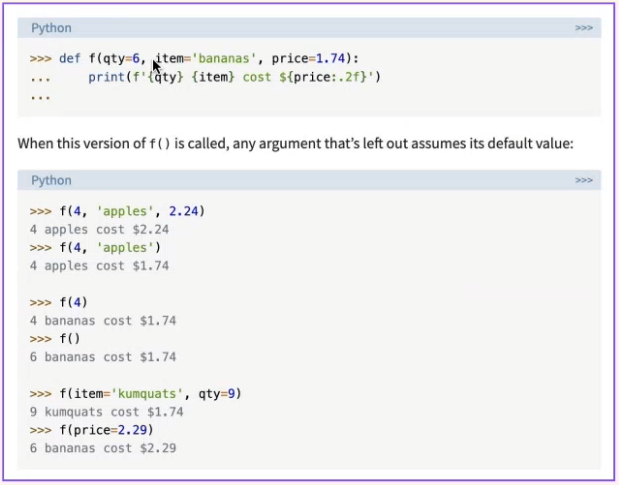 Python >>>
>>> def f(qty=6, item='bananas', price=1.74):
...     print(f'{qty} {item} cost ${price:.2f}')
...
When this version of f() is called, any argument that’s left out assumes its default value:
Python >>>
>>> f(4, 'apples', 2.24)
4 apples cost $2.24
>>> f(4, 'apples')
4 apples cost $1.74
>>> f(4)
4 bananas cost $1.74
>>> f()
6 bananas cost $1.74
>>> f(item='kumquats', qty=9)
9 kumquats cost $1.74
>>> f(price=2.29)
6 bananas cost $2.29